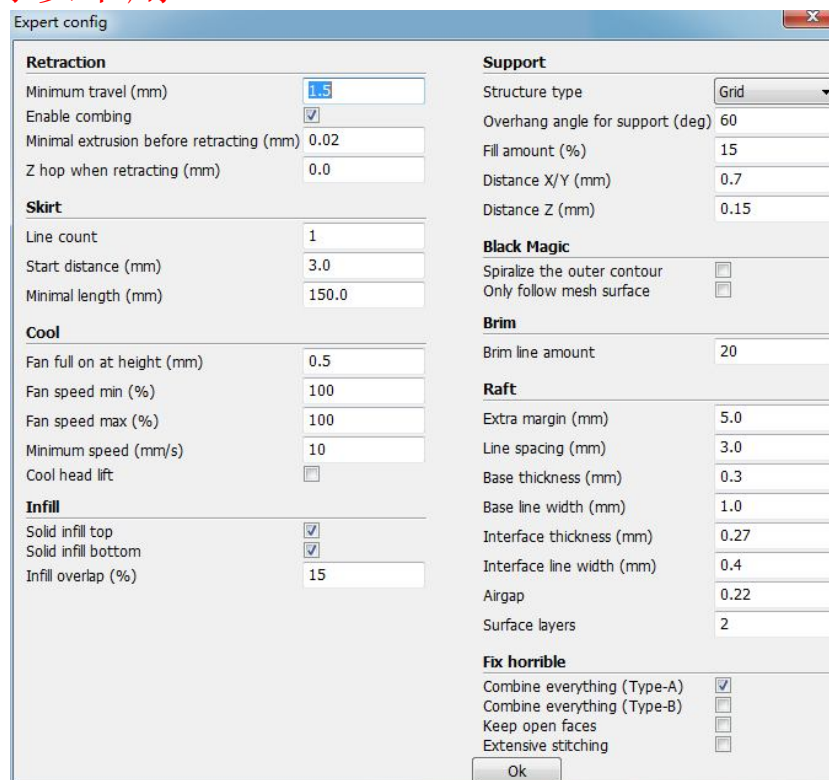 Expert config
Retraction
Minimum travel (mm) 1.5
Enable combing
Minimal extrusion before retracting (mm) 0.02
Z hop when retracting (mm) 0.0
Skirt
Line count 1
Start distance (mm) 3.0
Minimal length (mm) 150.0
Cool
Fan full on at height (mm) 0.5
Fan speed min (%) 100
Fan speed max (%) 100
Minimum speed (mm/s) 10
Cool head lift
Infill
Solid infill top
Solid infill bottom
Infill overlap (%) 15
Support
Structure type Grid
Overhang angle for support (deg) 60
Fill amount (%) 15
Distance X/Y (mm) 0.7
Distance Z (mm) 0.15
Black Magic
Spiralize the outer contour
Only follow mesh surface
Brim
Brim line amount 20
Raft
Extra margin (mm) 5.0
Line spacing (mm) 3.0
Base thickness (mm) 0.3
Base line width (mm) 1.0
Interface thickness (mm) 0.27
Interface line width (mm) 0.4
Airgap 0.22
Surface layers 2
Fix horrible
Combine everything (Type-A)
Combine everything (Type-B)
Keep open faces
Extensive stitching
Ok